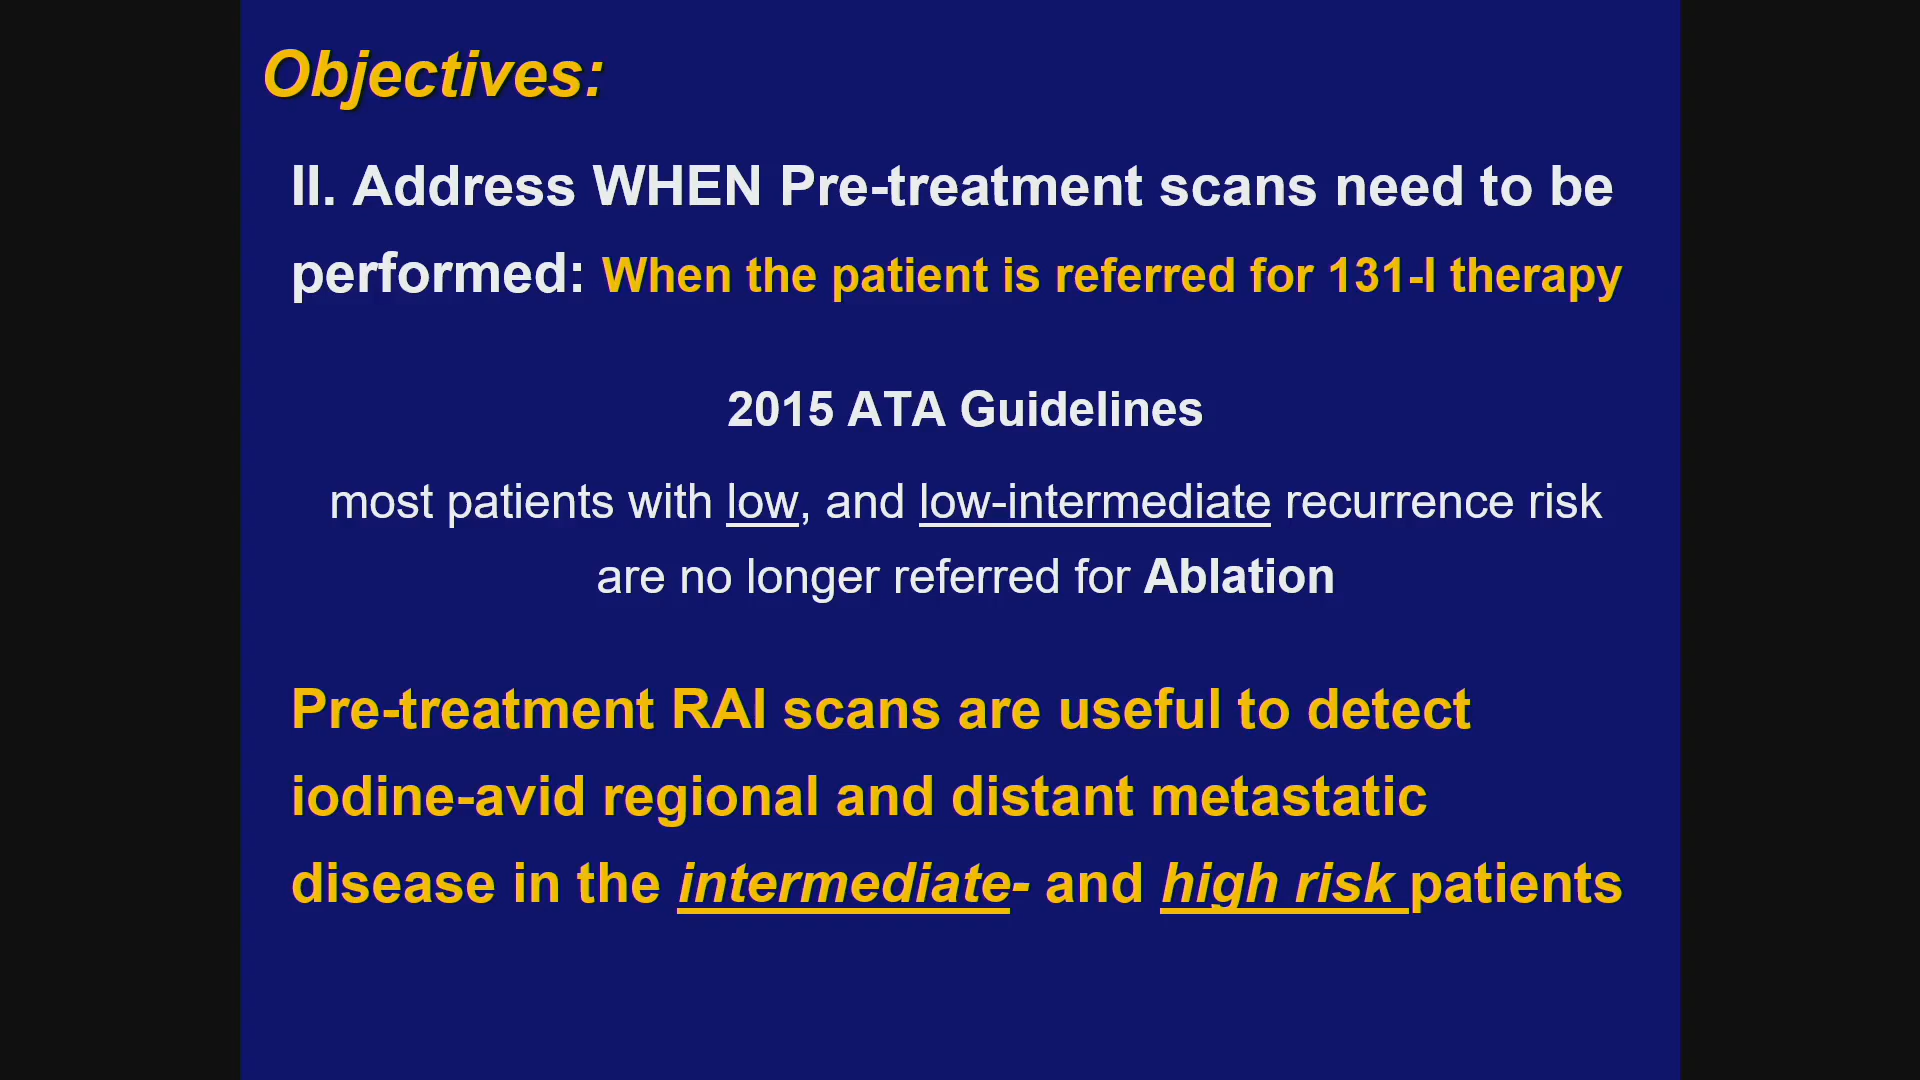 Objectives:
II. Address WHEN Pre-treatment scans need to be
performed: When the patient is referred for 131-I therapy
2015 ATA Guidelines
most patients with low, and low-intermediate recurrence risk
are no longer referred for Ablation
Pre-treatment RAI scans are useful to detect
iodine-avid regional and distant metastatic
disease in the intermediate- and high risk patients